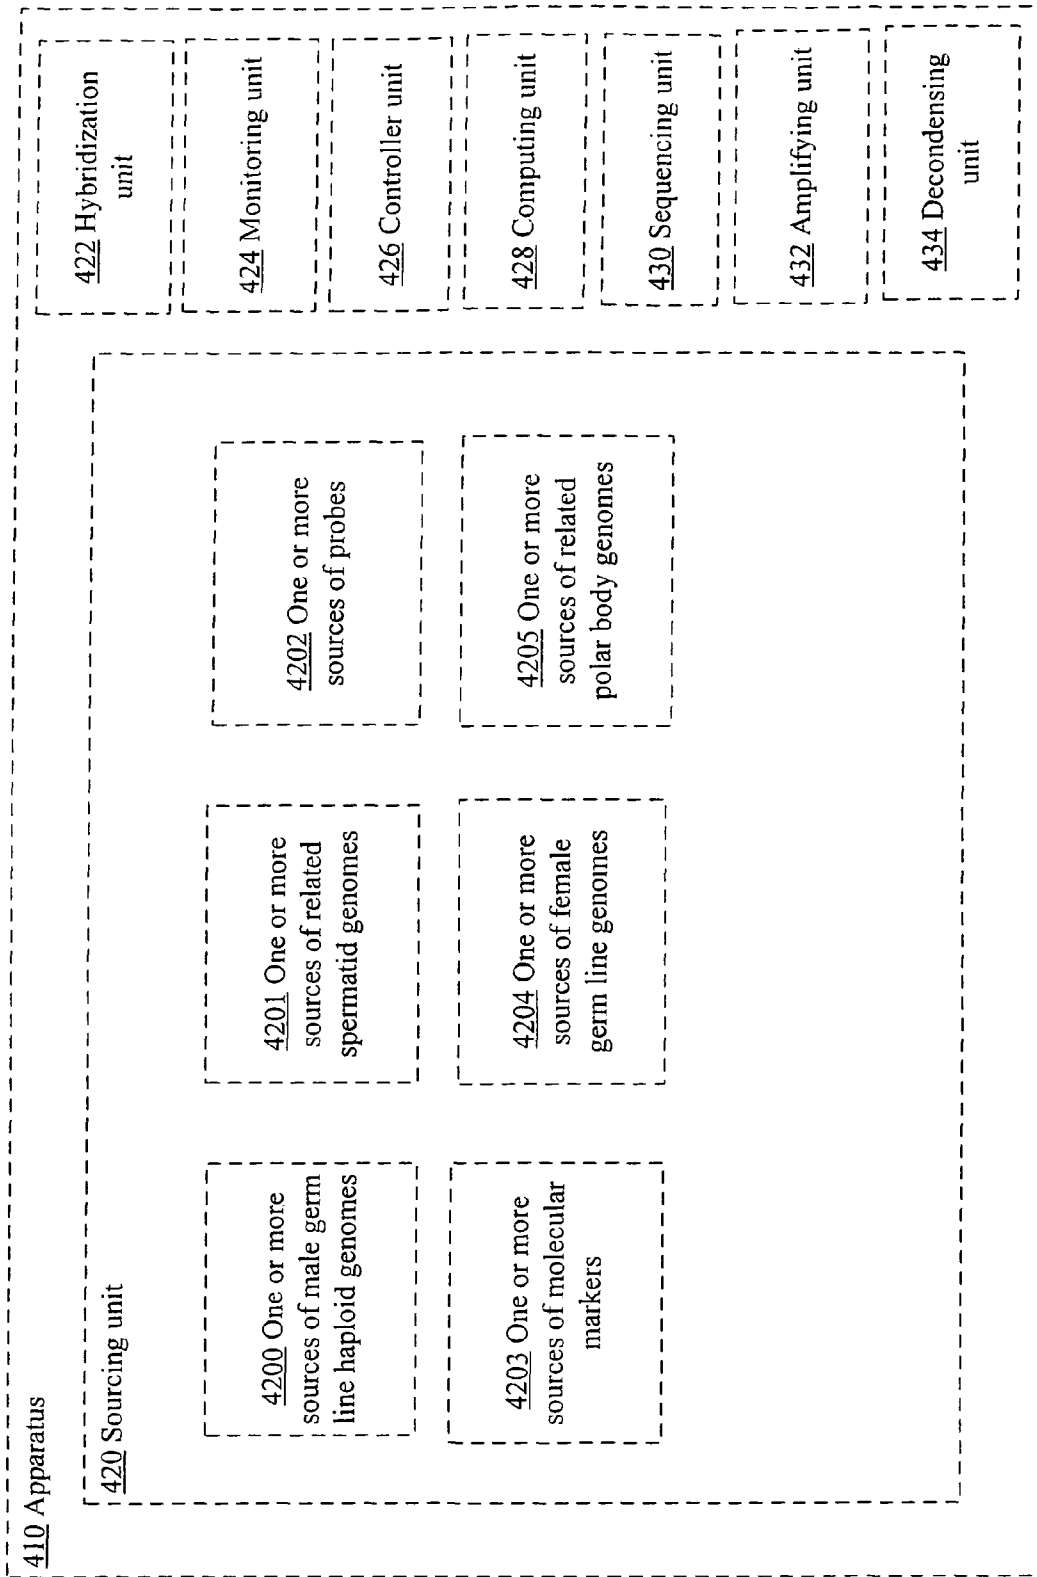 410 Apparatus
420 Sourcing unit
4200 One or more
sources of male germ
line haploid genomes
4201 One or more
sources of related
spermatid genomes
4202 One or more
sources of probes
4203 One or more
sources of molecular
markers
4204 One or more
sources of female
germ line genomes
4205 One or more
sources of related
polar body genomes
422 Hybridization
unit
424 Monitoring unit
426 Controller unit
428 Computing unit
430 Sequencing unit
432 Amplifying unit
434 Decondensing
unit